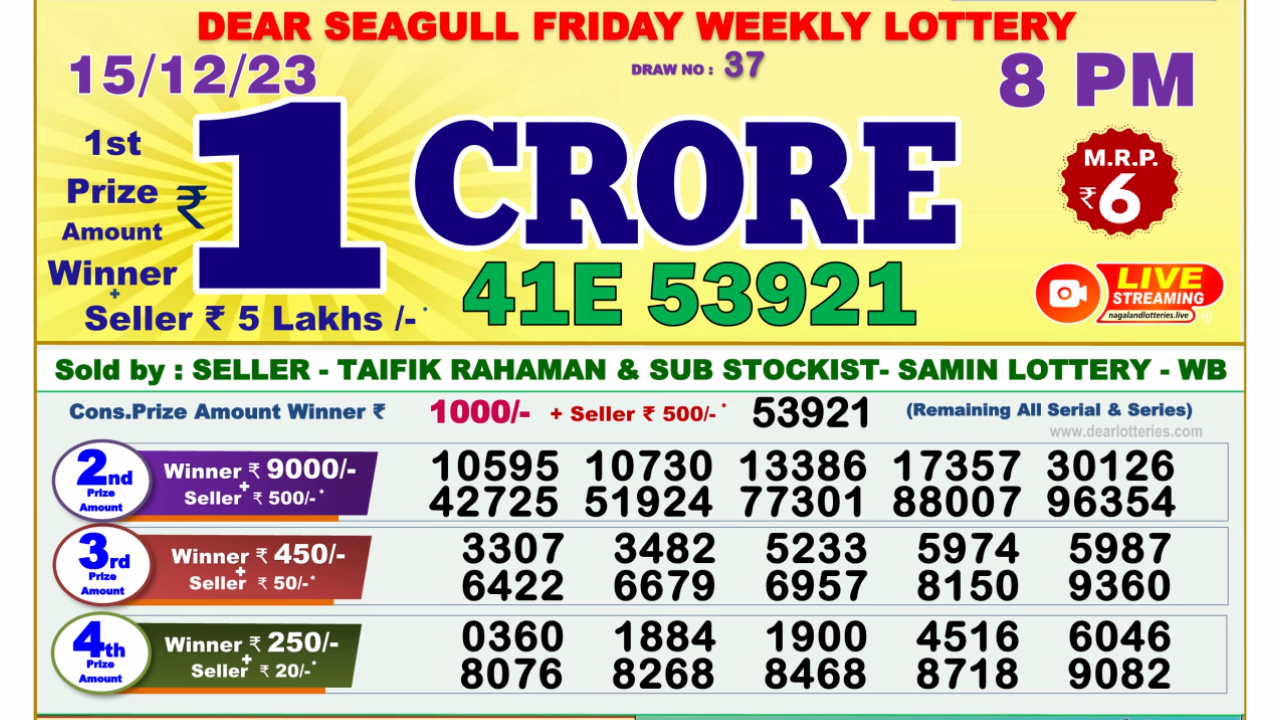 DEAR SEAGULL FRIDAY WEEKLY LOTTERY
15/12/23
DRAW NO : 37
8 PM
1st
Prize
Amount
Winner
+
Seller ₹ 5 Lakhs /-*
₹ 1 CRORE
41E 53921
M.R.P.
₹6
LIVE
STREAMING
nagalandlotteries.live
Sold by : SELLER - TAIFIK RAHAMAN & SUB STOCKIST- SAMIN LOTTERY - WB
Cons.Prize Amount Winner ₹ 1000/- + Seller ₹ 500/-* 53921 (Remaining All Serial & Series)
www.dearlotteries.com
2nd
Prize
Amount
Winner ₹ 9000/-
+
Seller ₹ 500/-*
10595 10730 13386 17357 30126
42725 51924 77301 88007 96354
3rd
Prize
Amount
Winner ₹ 450/-
+
Seller ₹ 50/-*
3307 3482 5233 5974 5987
6422 6679 6957 8150 9360
4th
Prize
Amount
Winner ₹ 250/-
+
Seller ₹ 20/-*
0360 1884 1900 4516 6046
8076 8268 8468 8718 9082